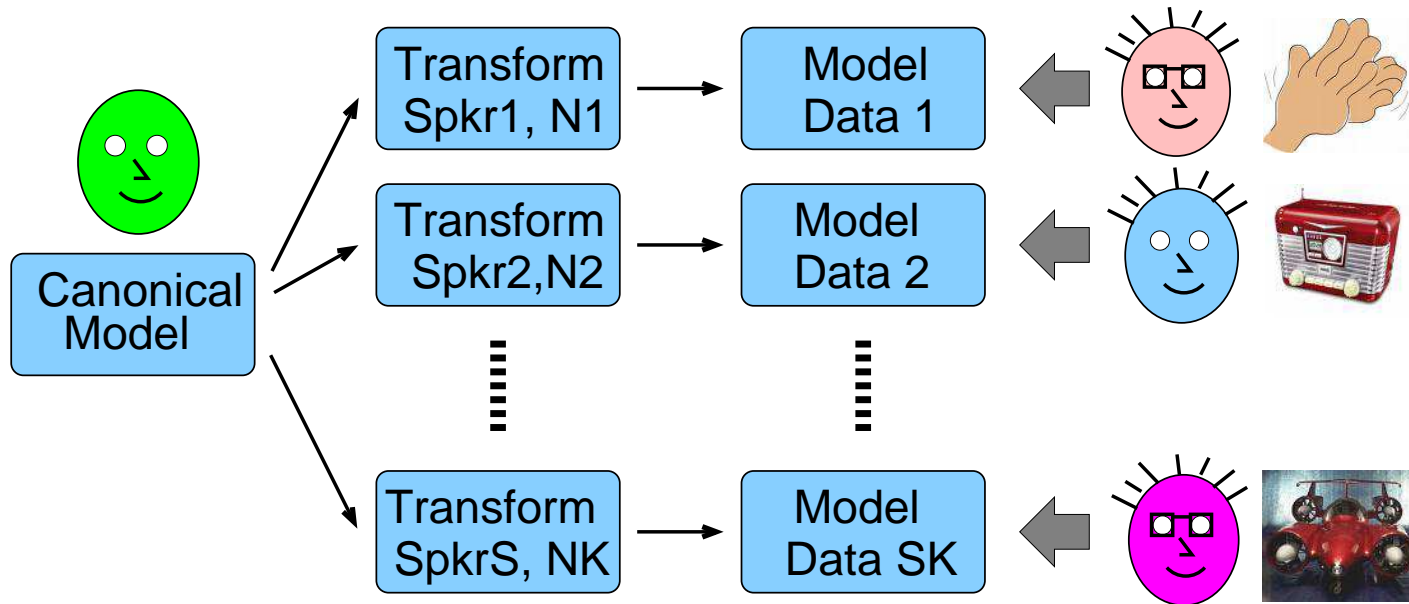 Transform
Spkr1, N1
Model
Data 1
Transform
Spkr2,N2
Model
Data 2
Canonical
Model
Transform
SpkrS, NK
Model
Data SK